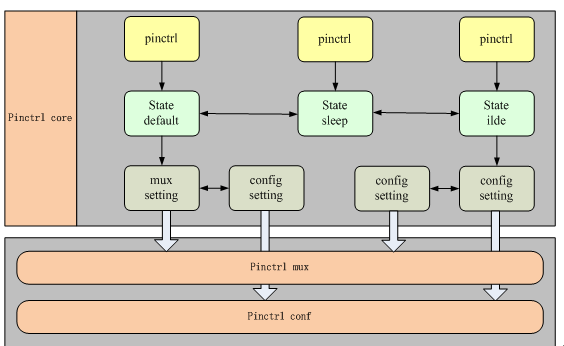 pinctrl
pinctrl
pinctrl
Pinctrl core
State
default
State
sleep
State
ilde
mux
setting
config
setting
config
setting
config
setting
Pinctrl mux
Pinctrl conf